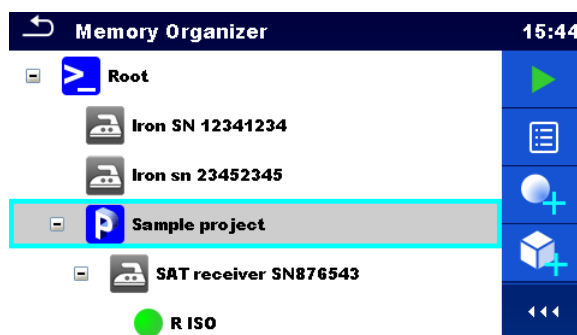 Memory Organizer 15:44
Root
Iron SN 12341234
Iron sn 23452345
Sample project
SAT receiver SN876543
R ISO